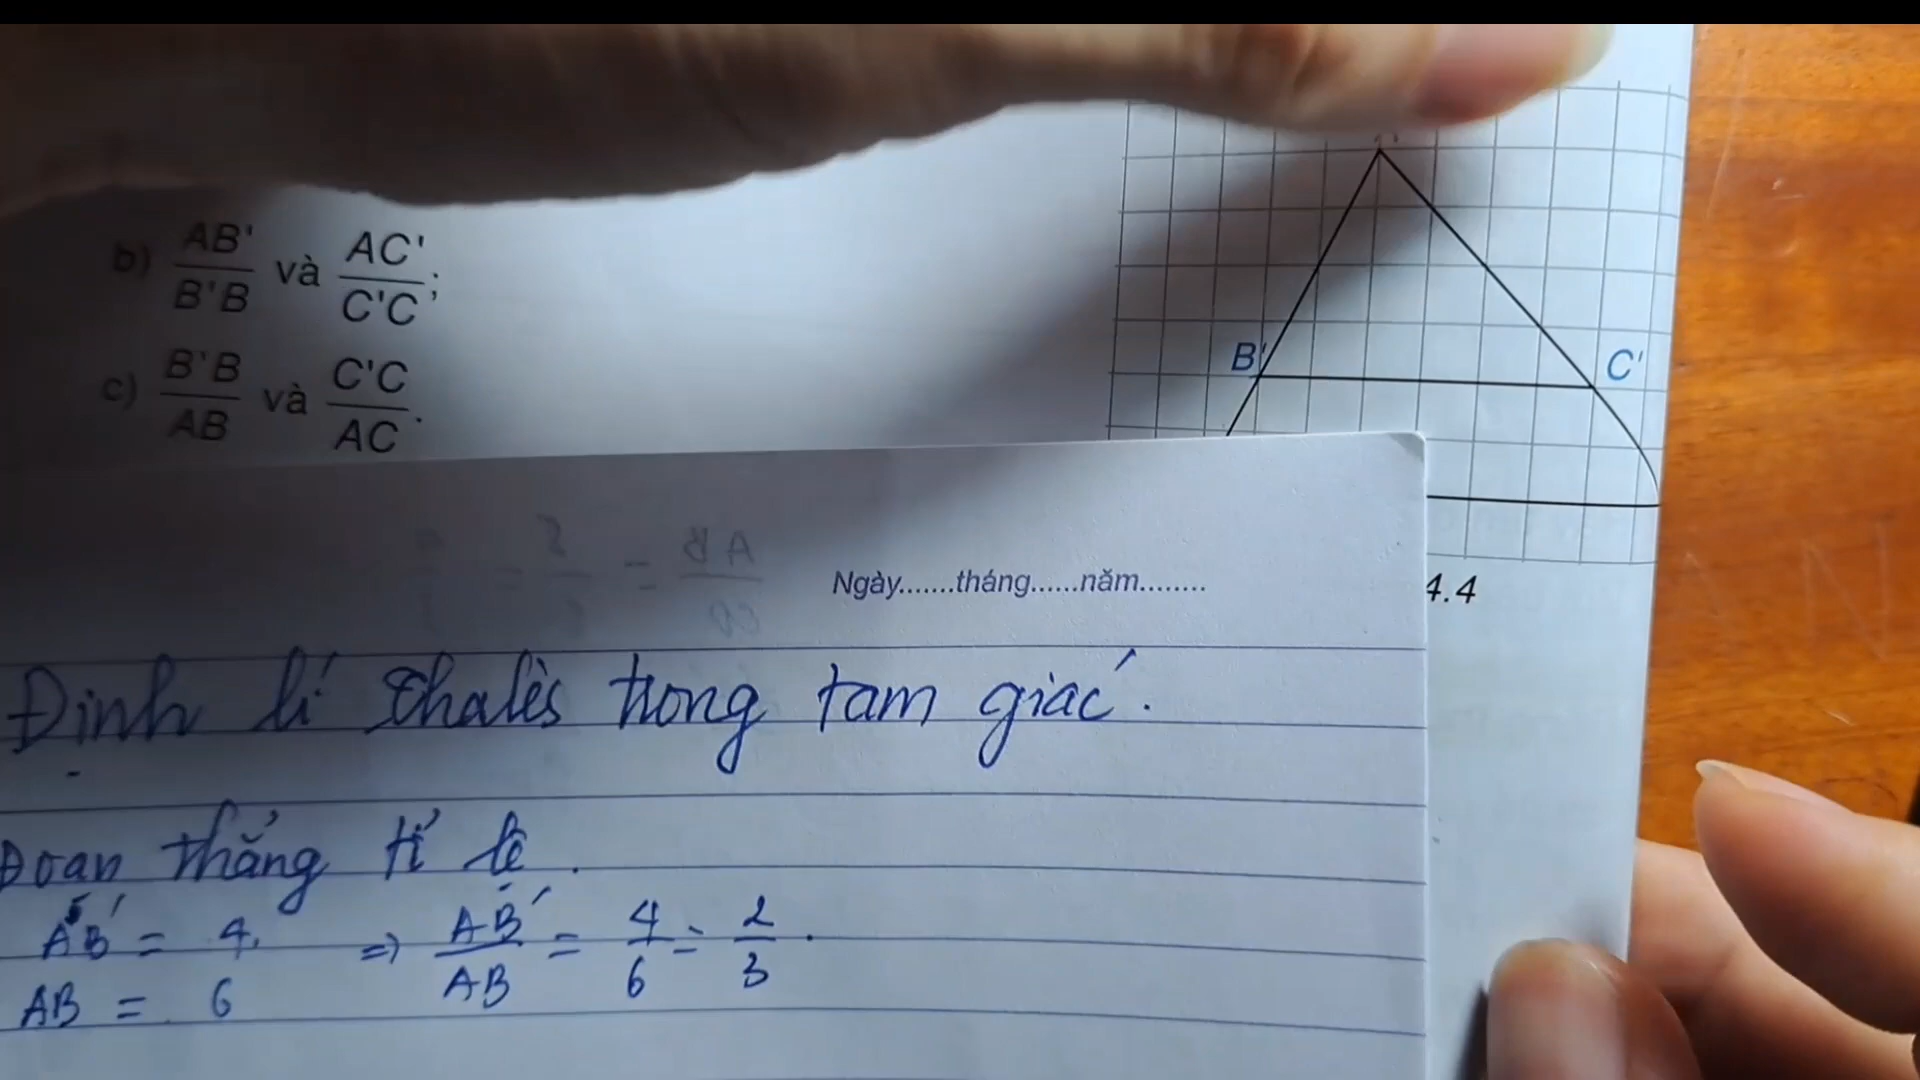 A
b) AB'/B'B và AC'/C'C;
B'
C'
c) B'B/AB và C'C/AC.
Ngày.......tháng......năm........
4.4
Định lí Thalès trong tam giác.
Đoạn thẳng tỉ lệ.
AB' = 4. => AB'/AB = 4/6 = 2/3.
AB = 6